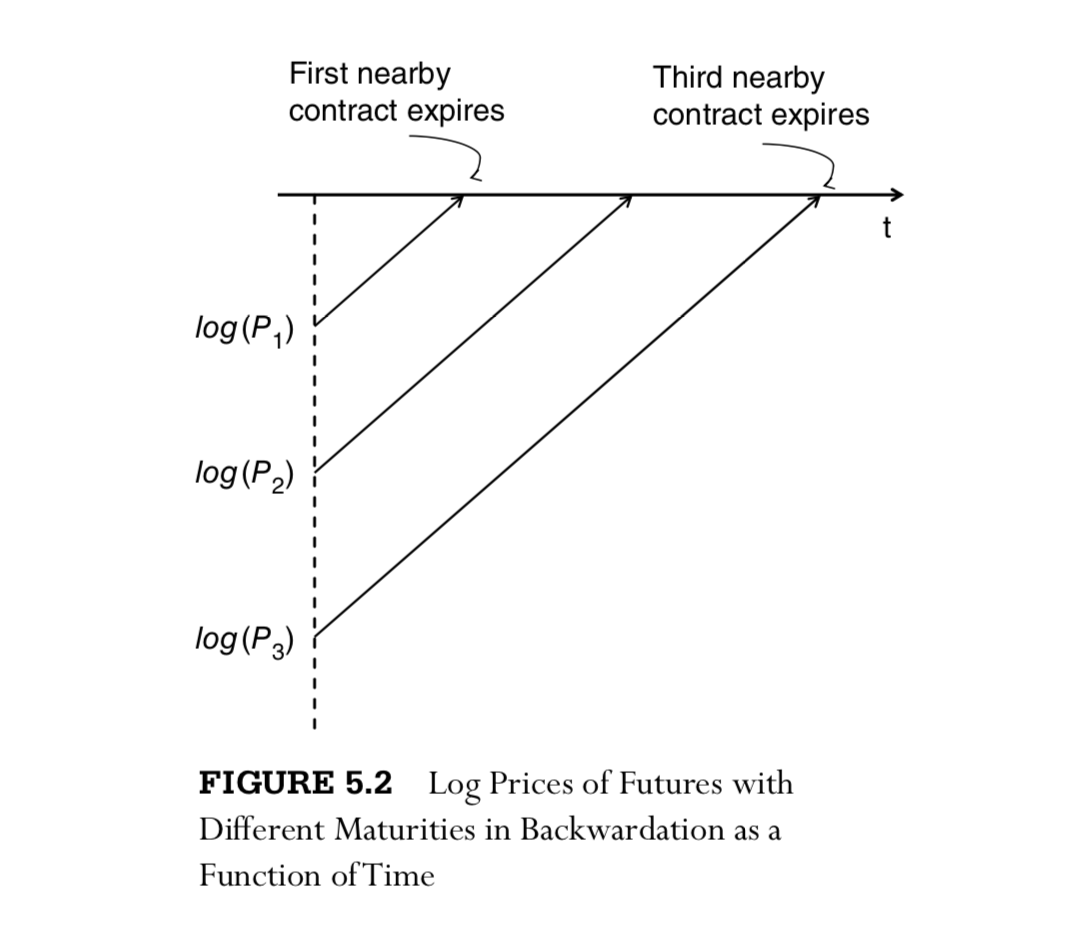 First nearby
contract expires
Third nearby
contract expires
t
log(P₁)
log(P₂)
log(P₃)
FIGURE 5.2 Log Prices of Futures with
Different Maturities in Backwardation as a
Function of Time